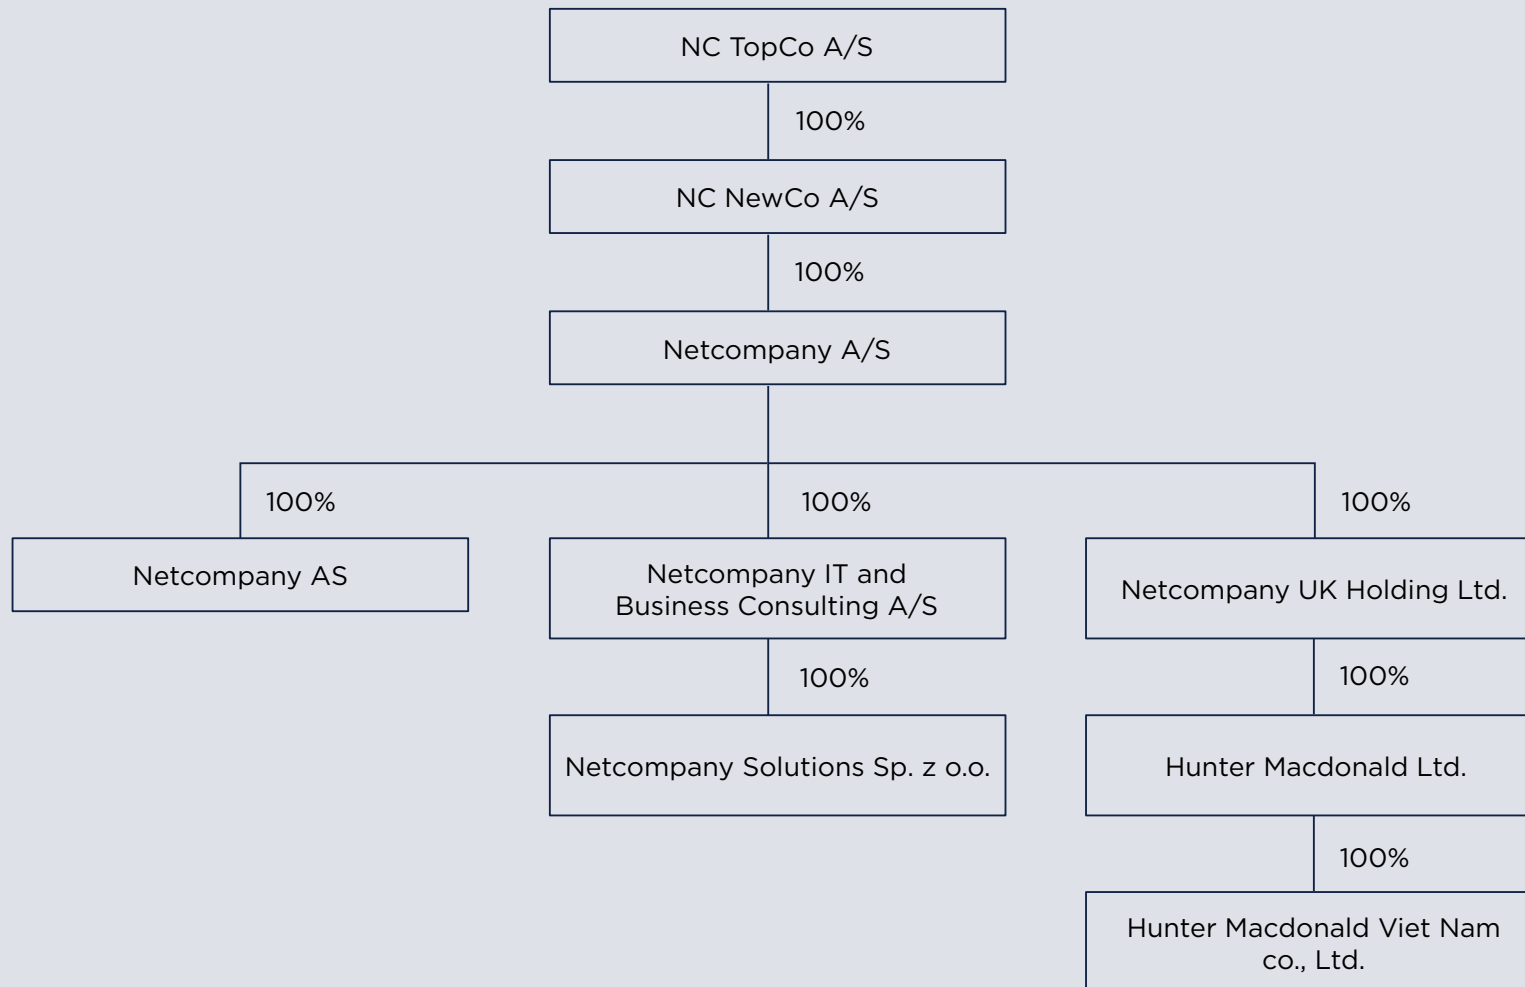 NC TopCo A/S
100%
NC NewCo A/S
100%
Netcompany A/S
100%
100%
100%
Netcompany AS
Netcompany IT and
Business Consulting A/S
Netcompany UK Holding Ltd.
100%
100%
Netcompany Solutions Sp. z o.o.
Hunter Macdonald Ltd.
100%
Hunter Macdonald Viet Nam
co., Ltd.